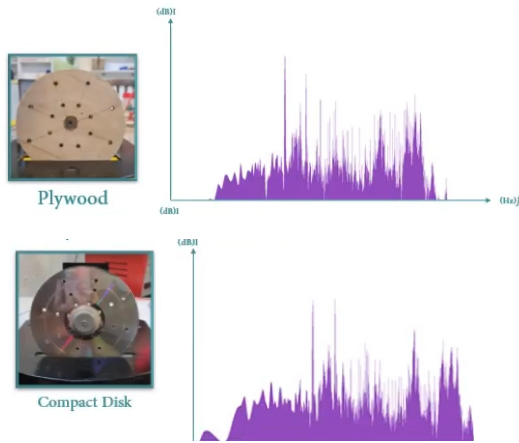 (dB)I
Plywood
(Hz)f
(dB)I
(dB)I
Compact Disk